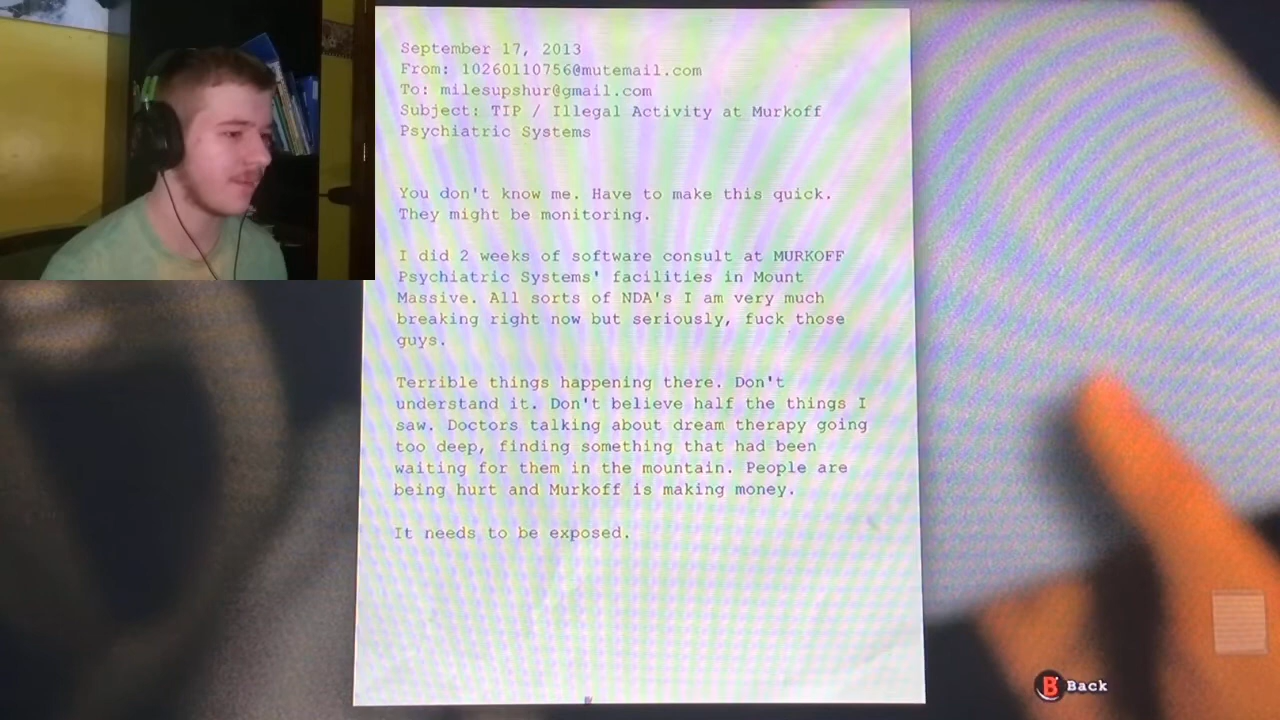 September 17, 2013
From: 10260110756@mutemail.com
To: milesupshur@gmail.com
Subject: TIP / Illegal Activity at Murkoff
Psychiatric Systems
You don't know me. Have to make this quick.
They might be monitoring.
I did 2 weeks of software consult at MURKOFF
Psychiatric Systems' facilities in Mount
Massive. All sorts of NDA's I am very much
breaking right now but seriously, fuck those
guys.
Terrible things happening there. Don't
understand it. Don't believe half the things I
saw. Doctors talking about dream therapy going
too deep, finding something that had been
waiting for them in the mountain. People are
being hurt and Murkoff is making money.
It needs to be exposed.
B Back